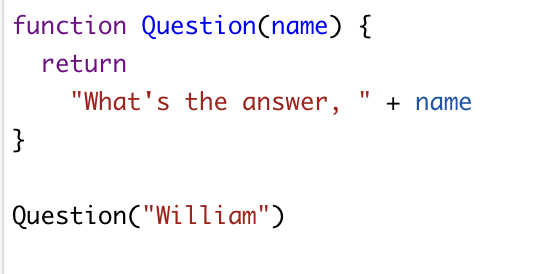 function Question(name) {
  return
    "What's the answer, " + name
}

Question("William")